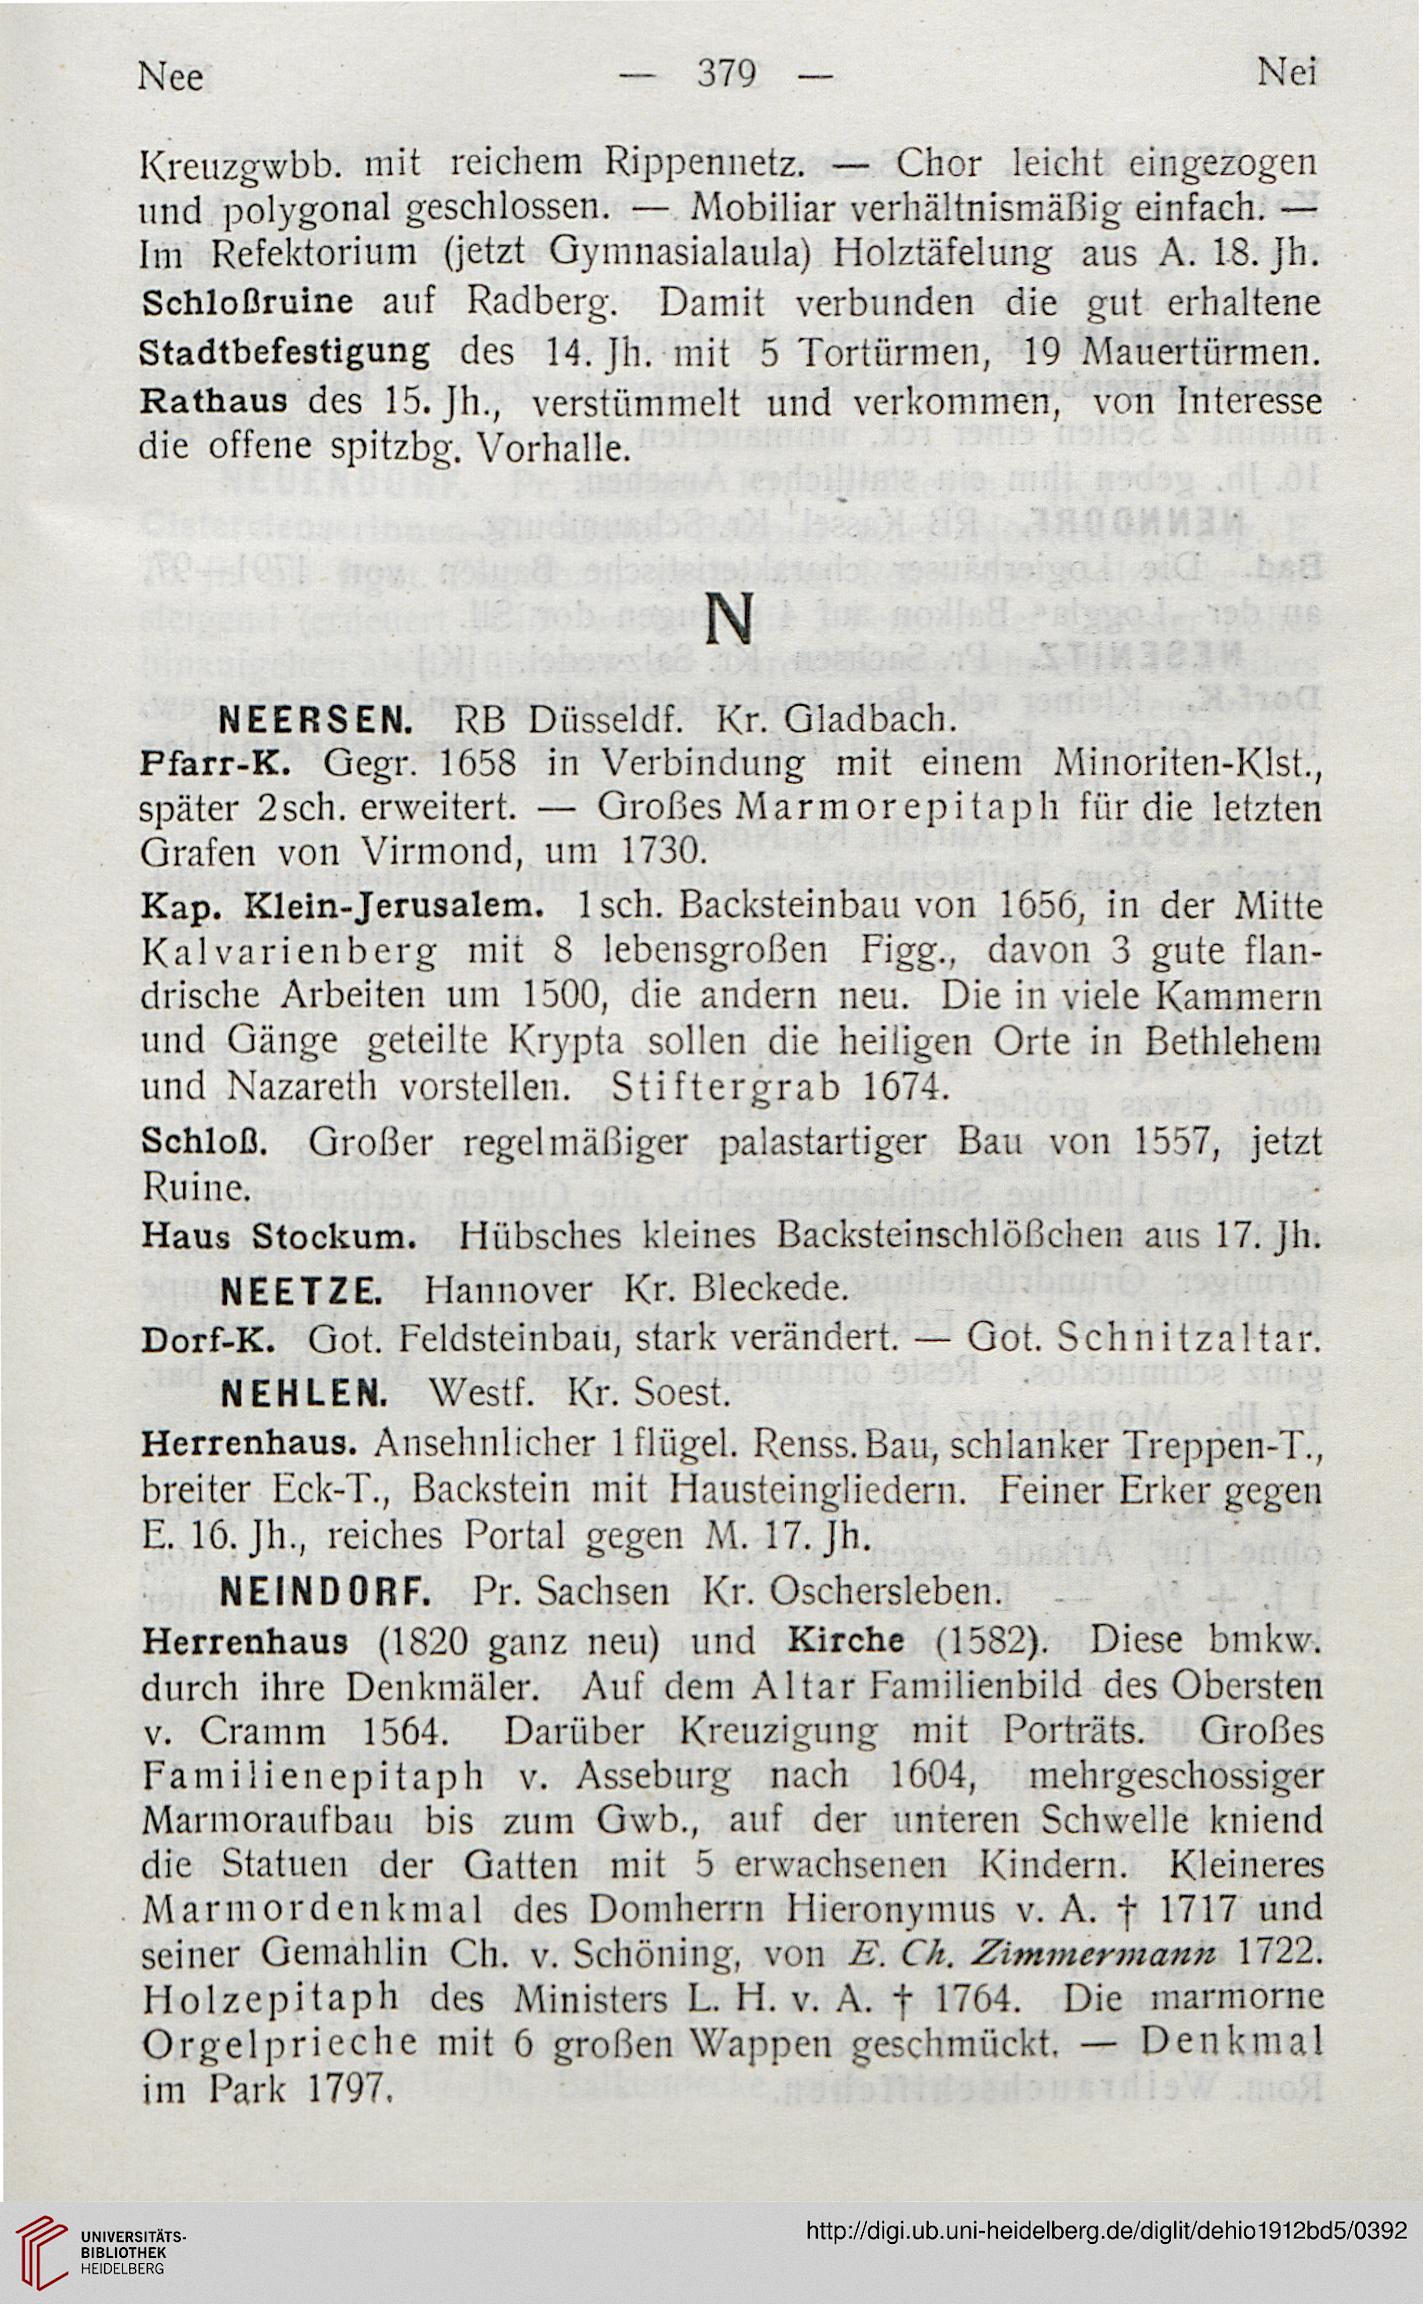 Nee — 379 — Nei
Kreuzgwbb. mit reichem Rippennetz. — Chor leicht eingezogen
und polygonal geschlossen. — Mobiliar verhältnismäßig einfach. —
Im Refektorium (jetzt Gymnasialaula) Holztäfelung aus A. 18. Jh.
Schloßruine auf Radberg. Damit verbunden die gut erhaltene
Stadtbefestigung des 14. Jh. mit 5 Tortürmen, 19 Mauertürmen.
Rathaus des 15. Jh., verstümmelt und verkommen, von Interesse
die offene spitzbg. Vorhalle.
N
NEERSEN. RB Düsseldf. Kr. Gladbach.
Pfarr-K. Gegr. 1658 in Verbindung mit einem Minoriten-Klst.,
später 2sch. erweitert. — Großes Marmorepitaph für die letzten
Grafen von Virmond, um 1730.
Kap. Klein-Jerusalem. 1sch. Backsteinbau von 1656, in der Mitte
Kalvarienberg mit 8 lebensgroßen Figg., davon 3 gute flan-
drische Arbeiten um 1500, die andern neu. Die in viele Kammern
und Gänge geteilte Krypta sollen die heiligen Orte in Bethlehem
und Nazareth vorstellen. Stiftergrab 1674.
Schloß. Großer regelmäßiger palastartiger Bau von 1557, jetzt
Ruine.
Haus Stockum. Hübsches kleines Backsteinschlößchen aus 17. Jh.
NEETZE. Hannover Kr. Bleckede.
Dorf-K. Got. Feldsteinbau, stark verändert. — Got. Schnitzaltar.
NEHLEN. Westf. Kr. Soest.
Herrenhaus. Ansehnlicher 1flügel. Renss.Bau, schlanker Treppen-T.,
breiter Eck-T., Backstein mit Hausteingliedern. Feiner Erker gegen
E. 16. Jh., reiches Portal gegen M. 17. Jh.
NEINDORF. Pr. Sachsen Kr. Oschersleben.
Herrenhaus (1820 ganz neu) und Kirche (1582). Diese bmkw.
durch ihre Denkmäler. Auf dem Altar Familienbild des Obersten
v. Cramm 1564. Darüber Kreuzigung mit Porträts. Großes
Familienepitaph v. Asseburg nach 1604, mehrgeschossiger
Marmoraufbau bis zum Gwb., auf der unteren Schwelle kniend
die Statuen der Gatten mit 5 erwachsenen Kindern. Kleineres
Marmordenkmal des Domherrn Hieronymus v. A. † 1717 und
seiner Gemahlin Ch. v. Schöning, von E. Ch. Zimmermann 1722.
Holzepitaph des Ministers L. H. v. A. † 1764. Die marmorne
Orgelprieche mit 6 großen Wappen geschmückt. — Denkmal
im Park 1797.
UNIVERSITÄTS-
BIBLIOTHEK
HEIDELBERG
http://digi.ub.uni-heidelberg.de/diglit/dehio1912bd5/0392